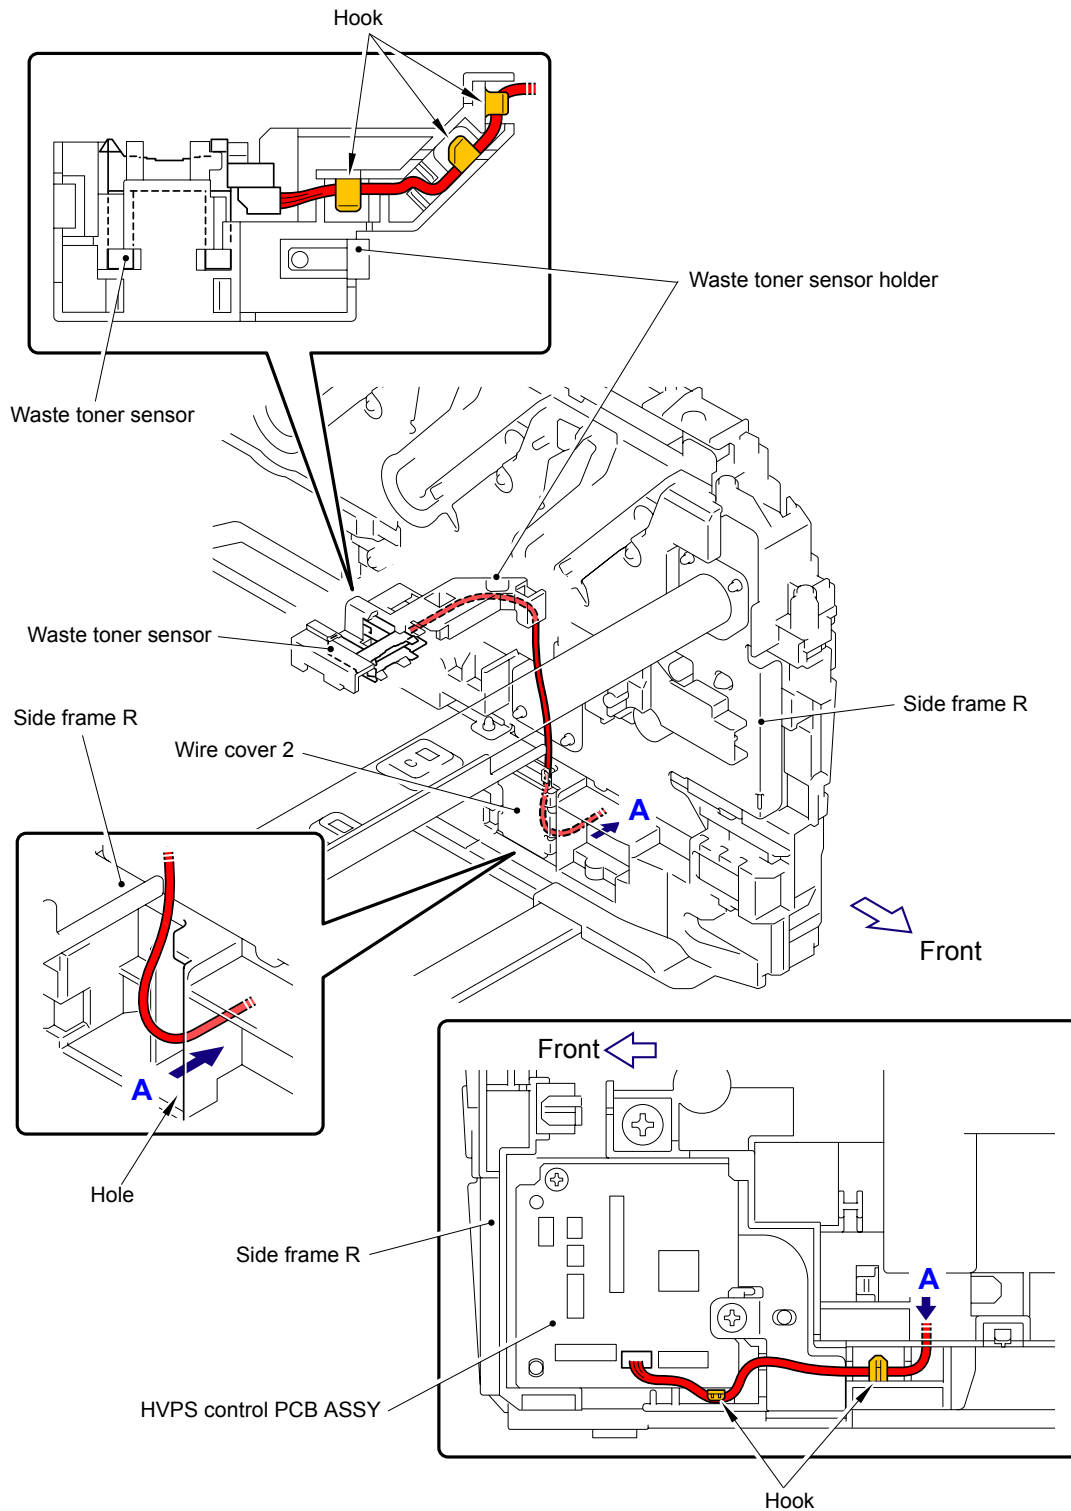 Hook
Waste toner sensor holder
Waste toner sensor
Waste toner sensor
Side frame R
Side frame R
Wire cover 2
A
Front
A
Hole
Front
Side frame R
A
HVPS control PCB ASSY
Hook